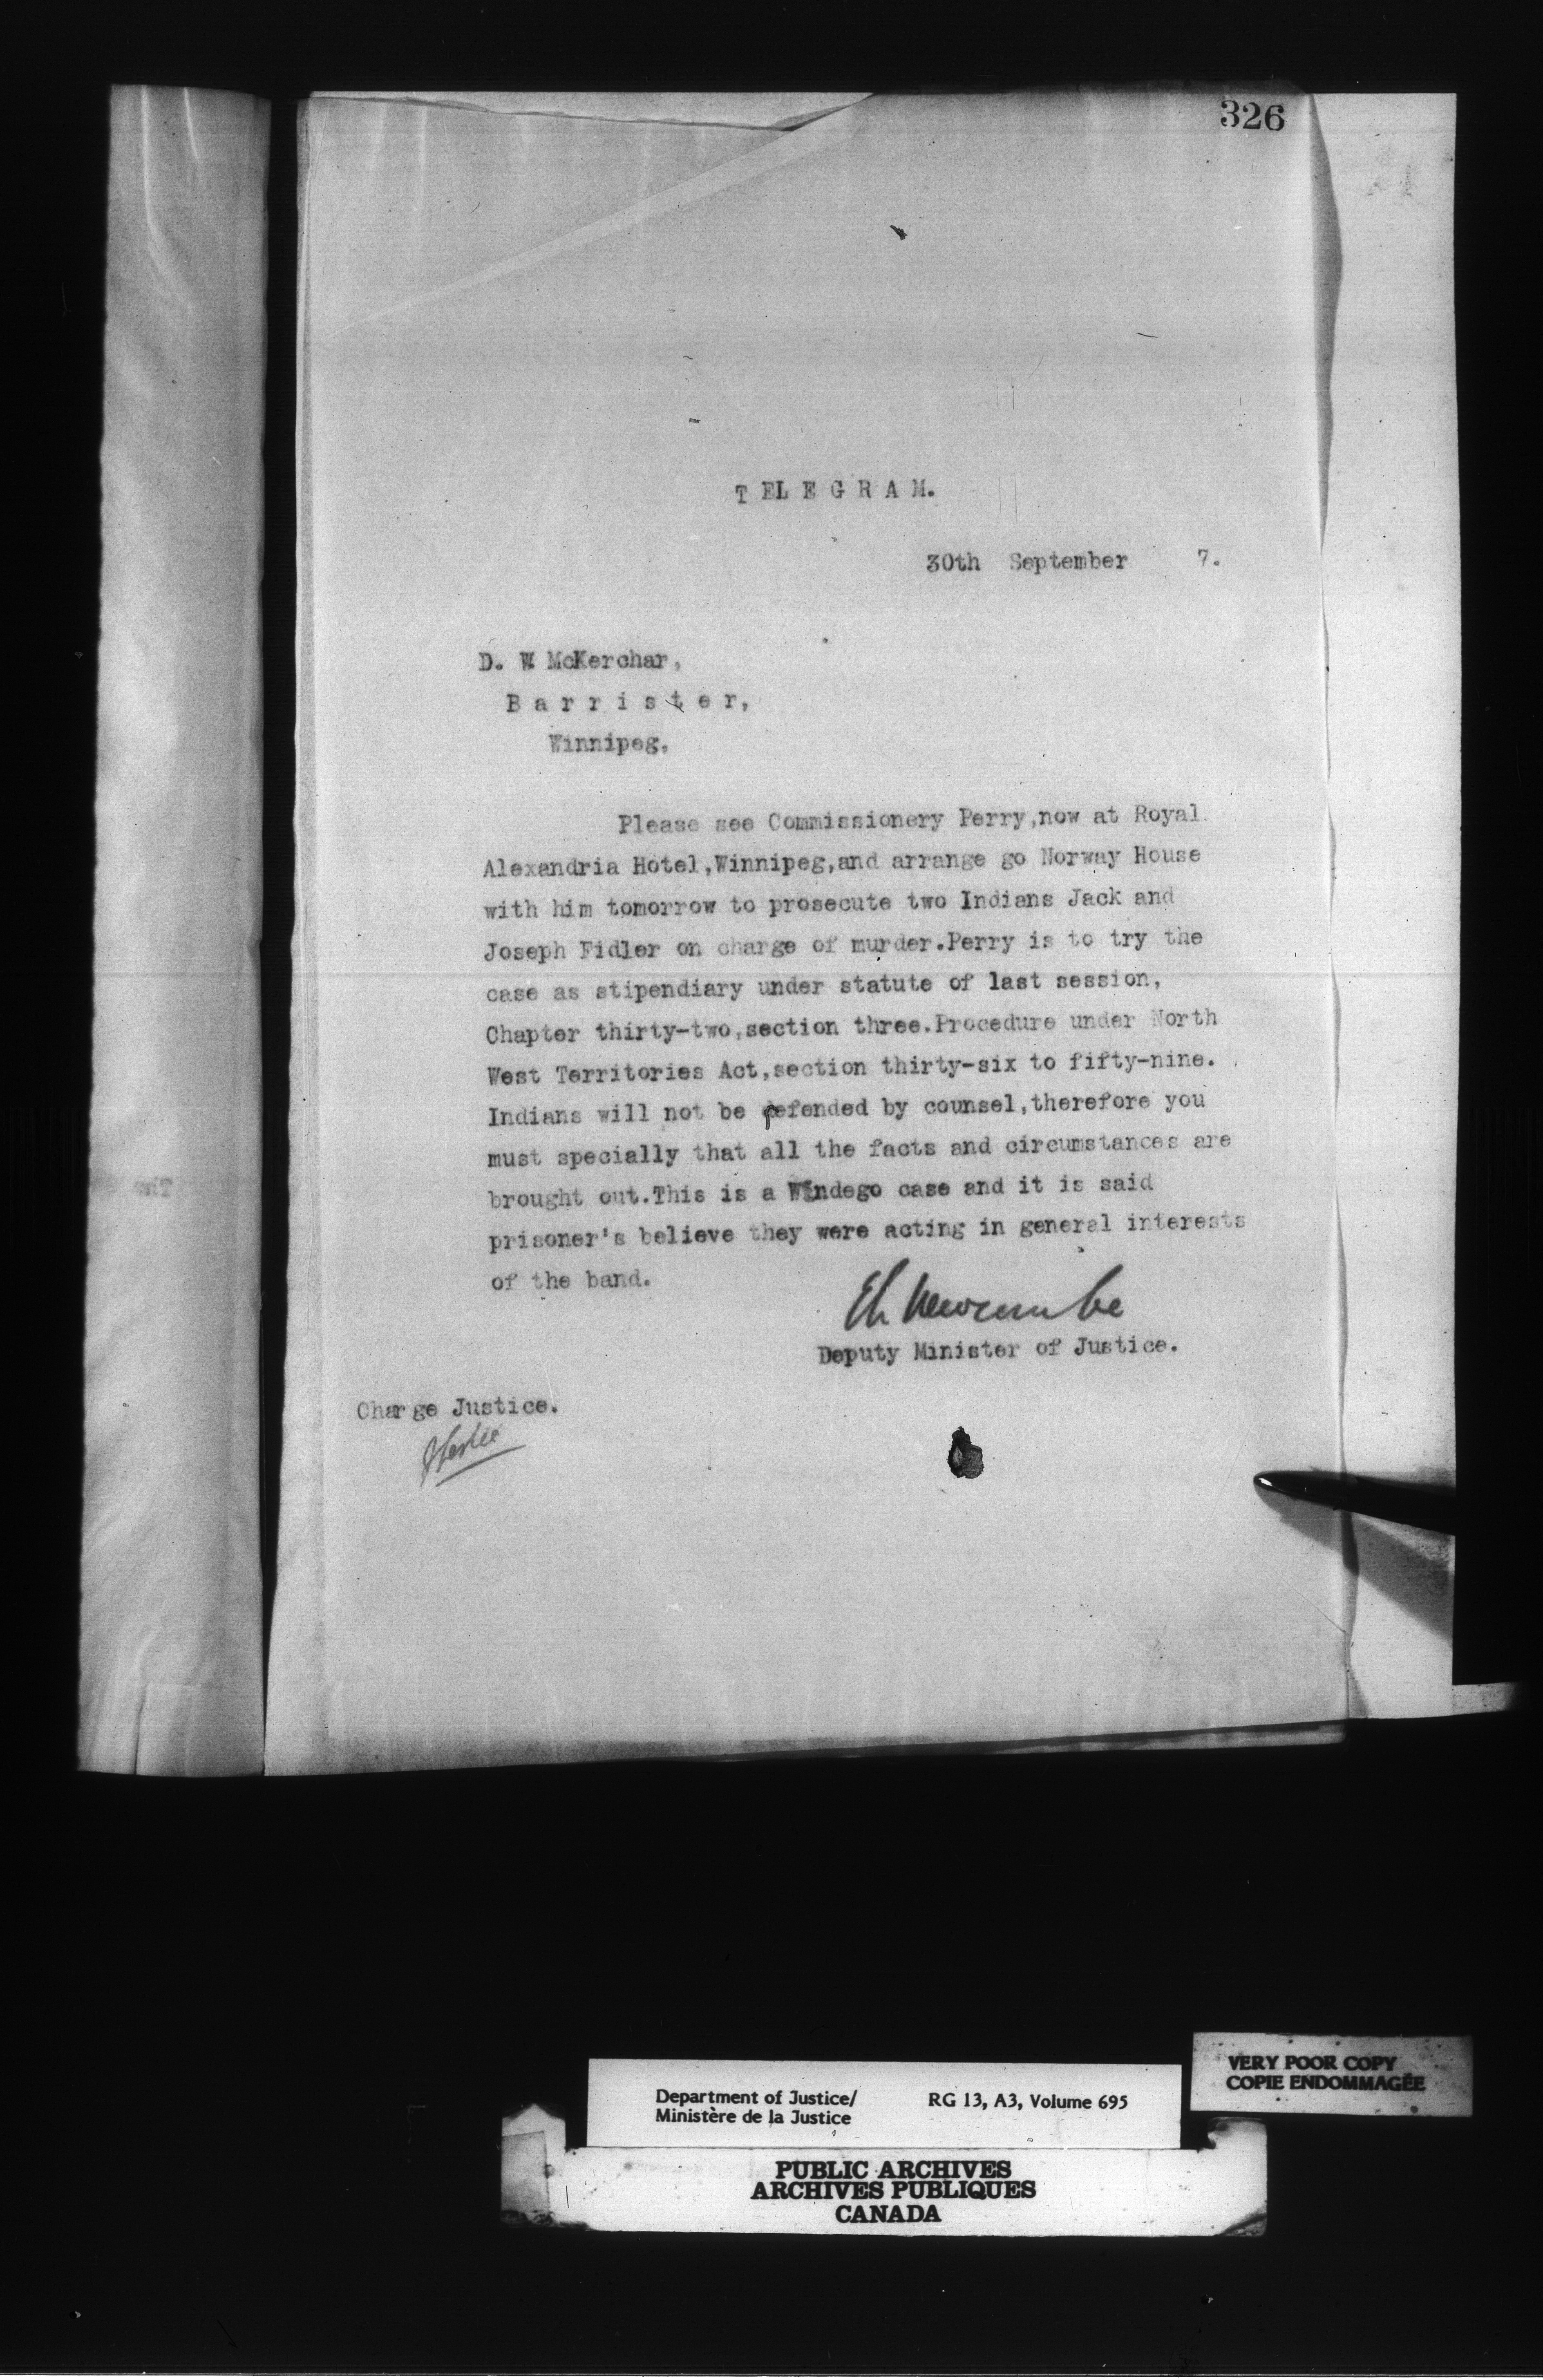 326
TELEGRAM.
30th September 7.
D. W. McKerchar,
Barrister,
Winnipeg,
Please see Commissionery Perry,now at Royal
Alexandria Hotel,Winnipeg,and arrange go Norway House
with him tomorrow to prosecute two Indians Jack and
Joseph Fidler on charge of murder.Perry is to try the
case as stipendiary under statute of last session,
Chapter thirty-two,section three.Procedure under North
West Territories Act,section thirty-six to fifty-nine.
Indians will not be defended by counsel,therefore you
must specially that all the facts and circumstances are
brought out.This is a Windego case and it is said
prisoner's believe they were acting in general interests
of the band.
Newcombe
Deputy Minister of Justice.
Charge Justice.
Department of Justice/
Ministère de la Justice
RG 13, A3, Volume 695
VERY POOR COPY
COPIE ENDOMMAGÉE
PUBLIC ARCHIVES
ARCHIVES PUBLIQUES
CANADA